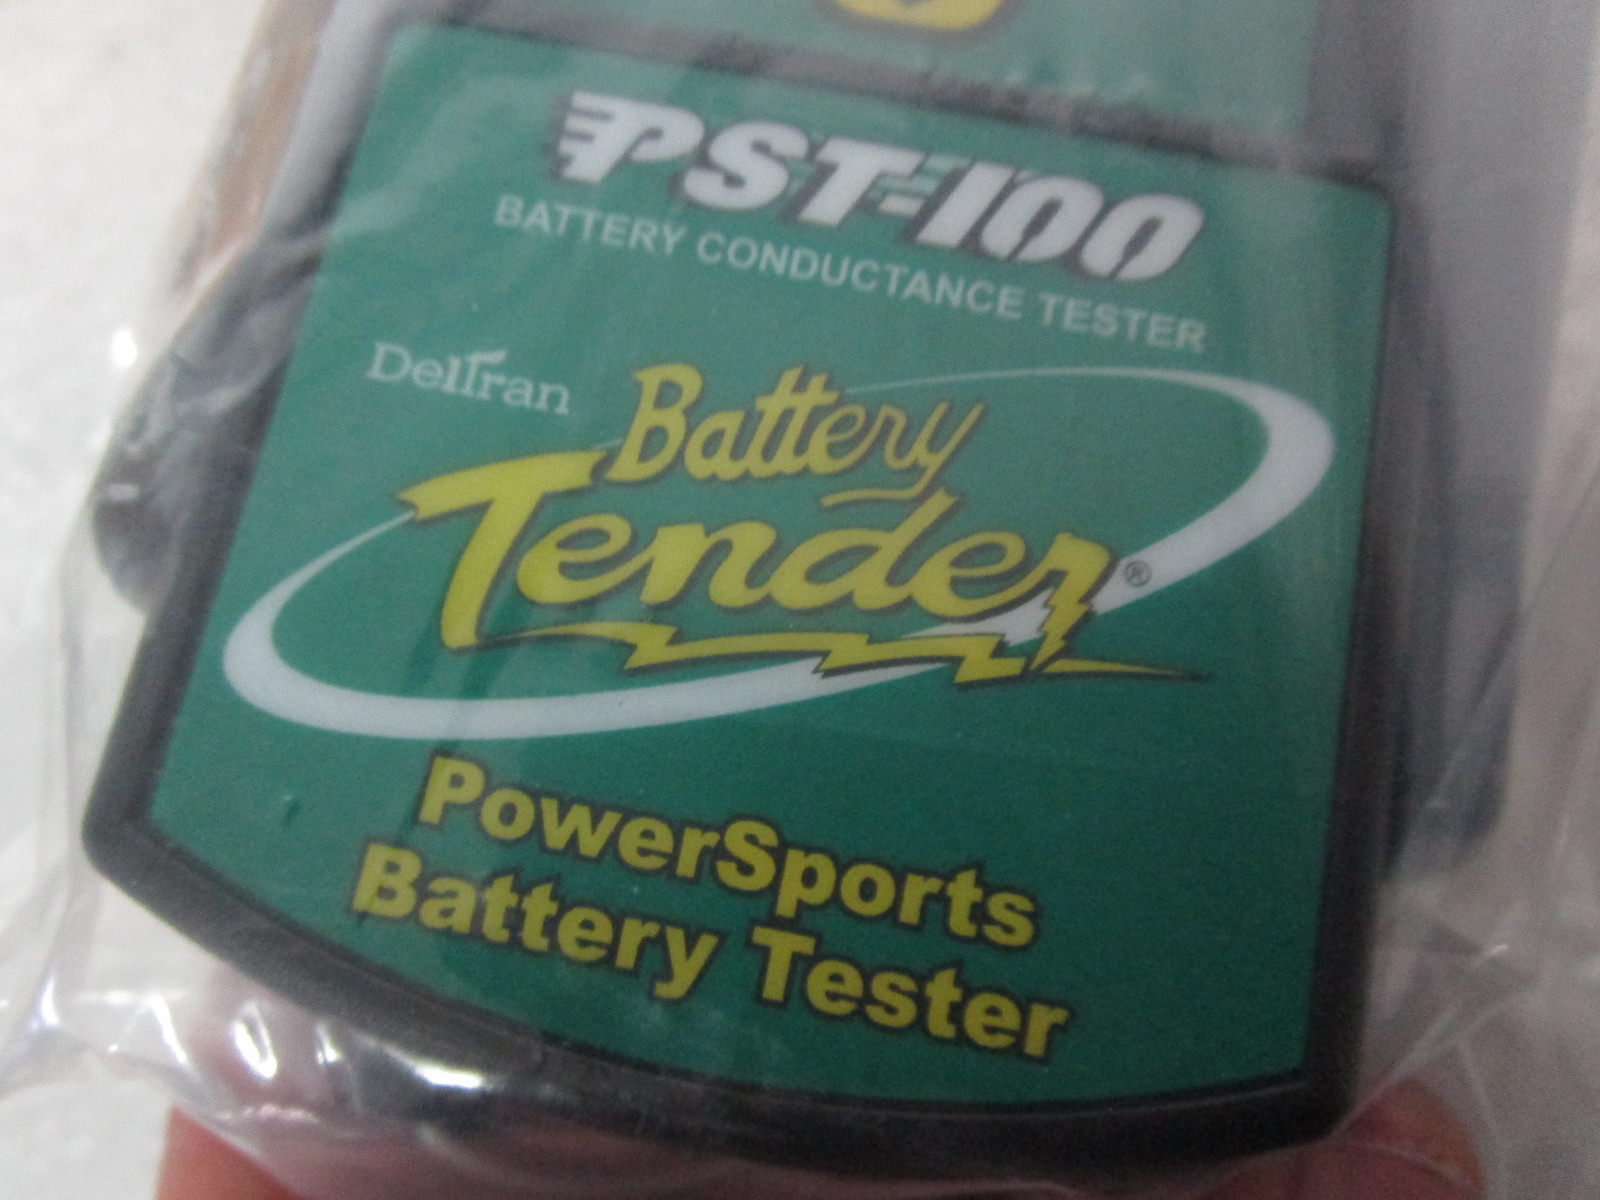 PST-100
BATTERY CONDUCTANCE TESTER
Deltran
Battery
Tender®
PowerSports
Battery Tester